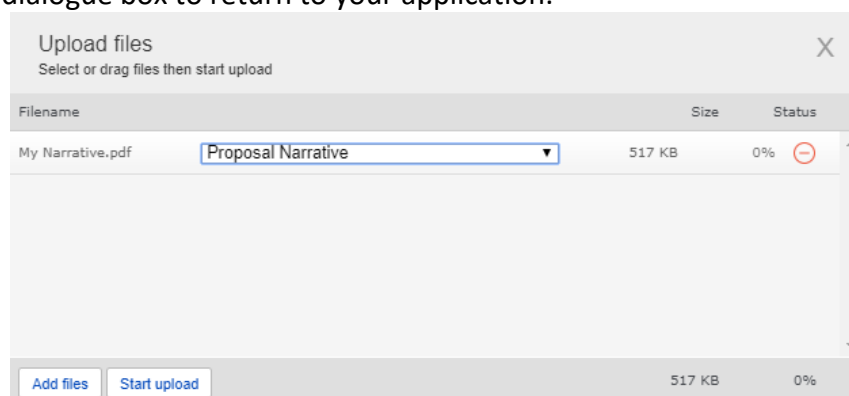 dialogue box to return to your application.
Upload files X
Select or drag files then start upload
Filename Size Status
My Narrative.pdf Proposal Narrative 517 KB 0%
Add files Start upload 517 KB 0%